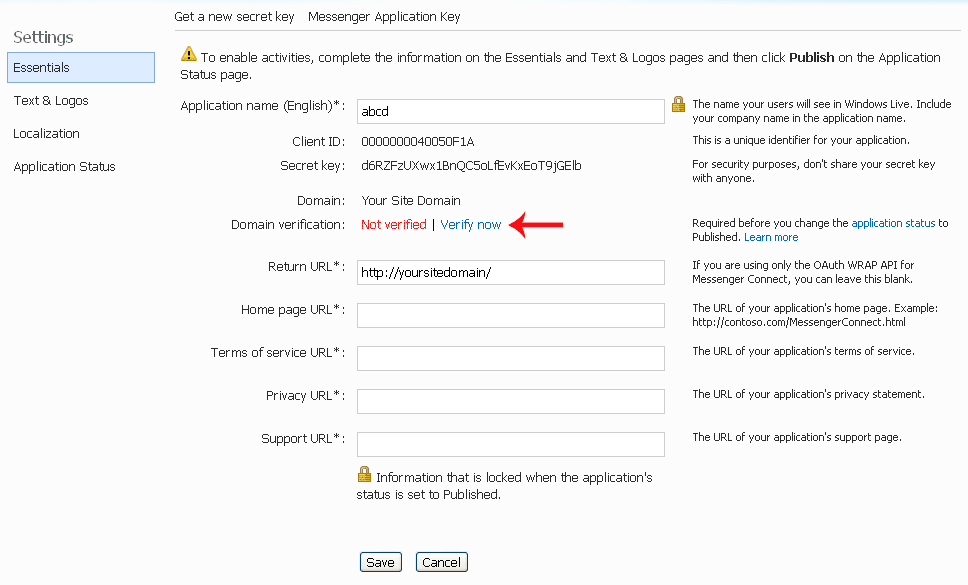 Get a new secret key Messenger Application Key
Settings
Essentials
Text & Logos
Localization
Application Status
To enable activities, complete the information on the Essentials and Text & Logos pages and then click Publish on the Application
Status page.
Application name (English)*: abcd
The name your users will see in Windows Live. Include
your company name in the application name.
Client ID: 0000000040050F1A
This is a unique identifier for your application.
Secret key: d6RZFzUXwx1BnQC5oLfEvKxEoT9jGElb
For security purposes, don't share your secret key
with anyone.
Domain: Your Site Domain
Domain verification: Not verified | Verify now
Required before you change the application status to
Published. Learn more
Return URL*: http://yoursitedomain/
If you are using only the OAuth WRAP API for
Messenger Connect, you can leave this blank.
Home page URL*:
The URL of your application's home page. Example:
http://contoso.com/MessengerConnect.html
Terms of service URL*:
The URL of your application's terms of service.
Privacy URL*:
The URL of your application's privacy statement.
Support URL*:
The URL of your application's support page.
Information that is locked when the application's
status is set to Published.
Save Cancel